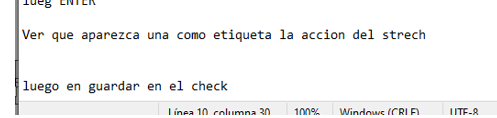 lueg ENTER
Ver que aparezca una como etiqueta la accion del strech
luego en guardar en el check
Línea 10, columna 30 100% Windows (CRLF) UTF-8